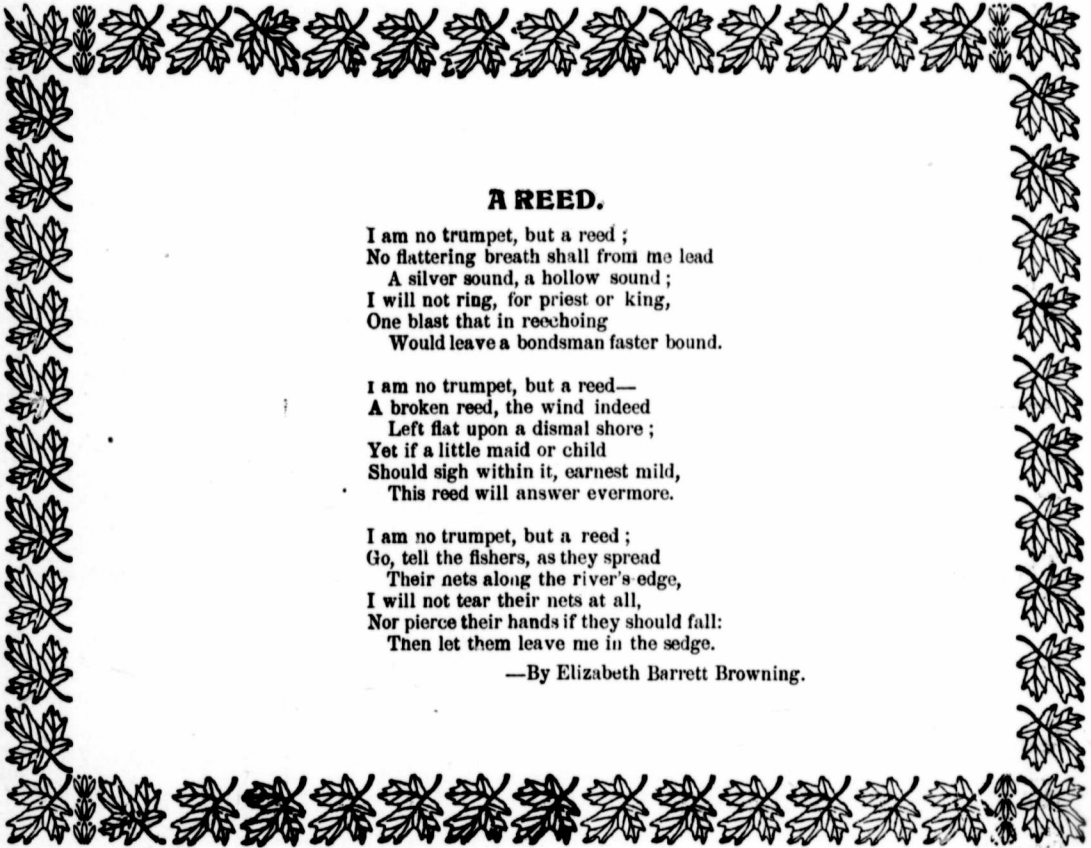 A REED.
I am no trumpet, but a reed ;
No flattering breath shall from me lead
A silver sound, a hollow sound ;
I will not ring, for priest or king,
One blast that in reechoing
Would leave a bondsman faster bound.
I am no trumpet, but a reed—
A broken reed, the wind indeed
Left flat upon a dismal shore ;
Yet if a little maid or child
Should sigh within it, earnest mild,
This reed will answer evermore.
I am no trumpet, but a reed ;
Go, tell the fishers, as they spread
Their nets along the river's edge,
I will not tear their nets at all,
Nor pierce their hands if they should fall:
Then let them leave me in the sedge.
—By Elizabeth Barrett Browning.